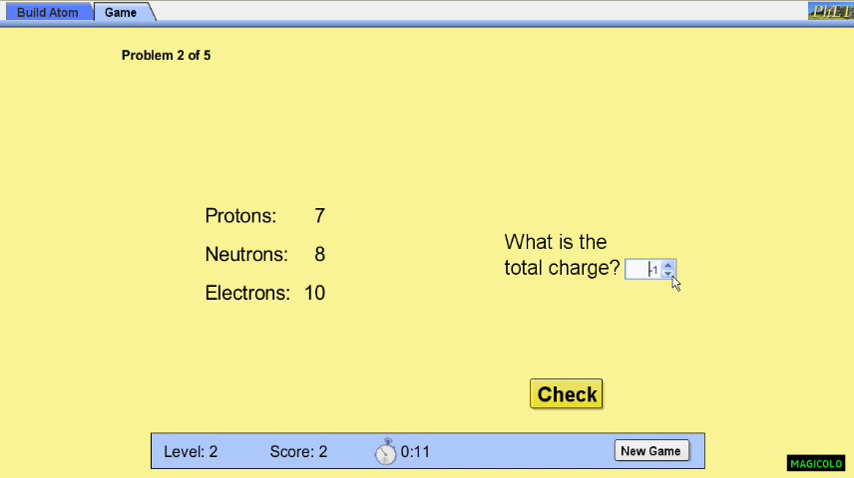 Build Atom Game
Problem 2 of 5
Protons: 7
Neutrons: 8
Electrons: 10
What is the
total charge? -1
Check
Level: 2 Score: 2 0:11 New Game
MAGICOLO